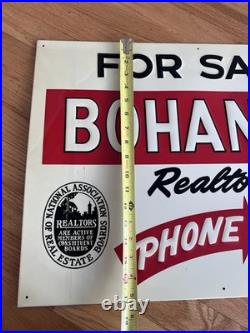 FOR SA
BOHAN
Realto
PHONE
NATIONAL ASSOCIATION
OF REAL ESTATE BOARDS
REALTORS
ARE ACTIVE
MEMBERS OF
CONSTITUENT
BOARDS